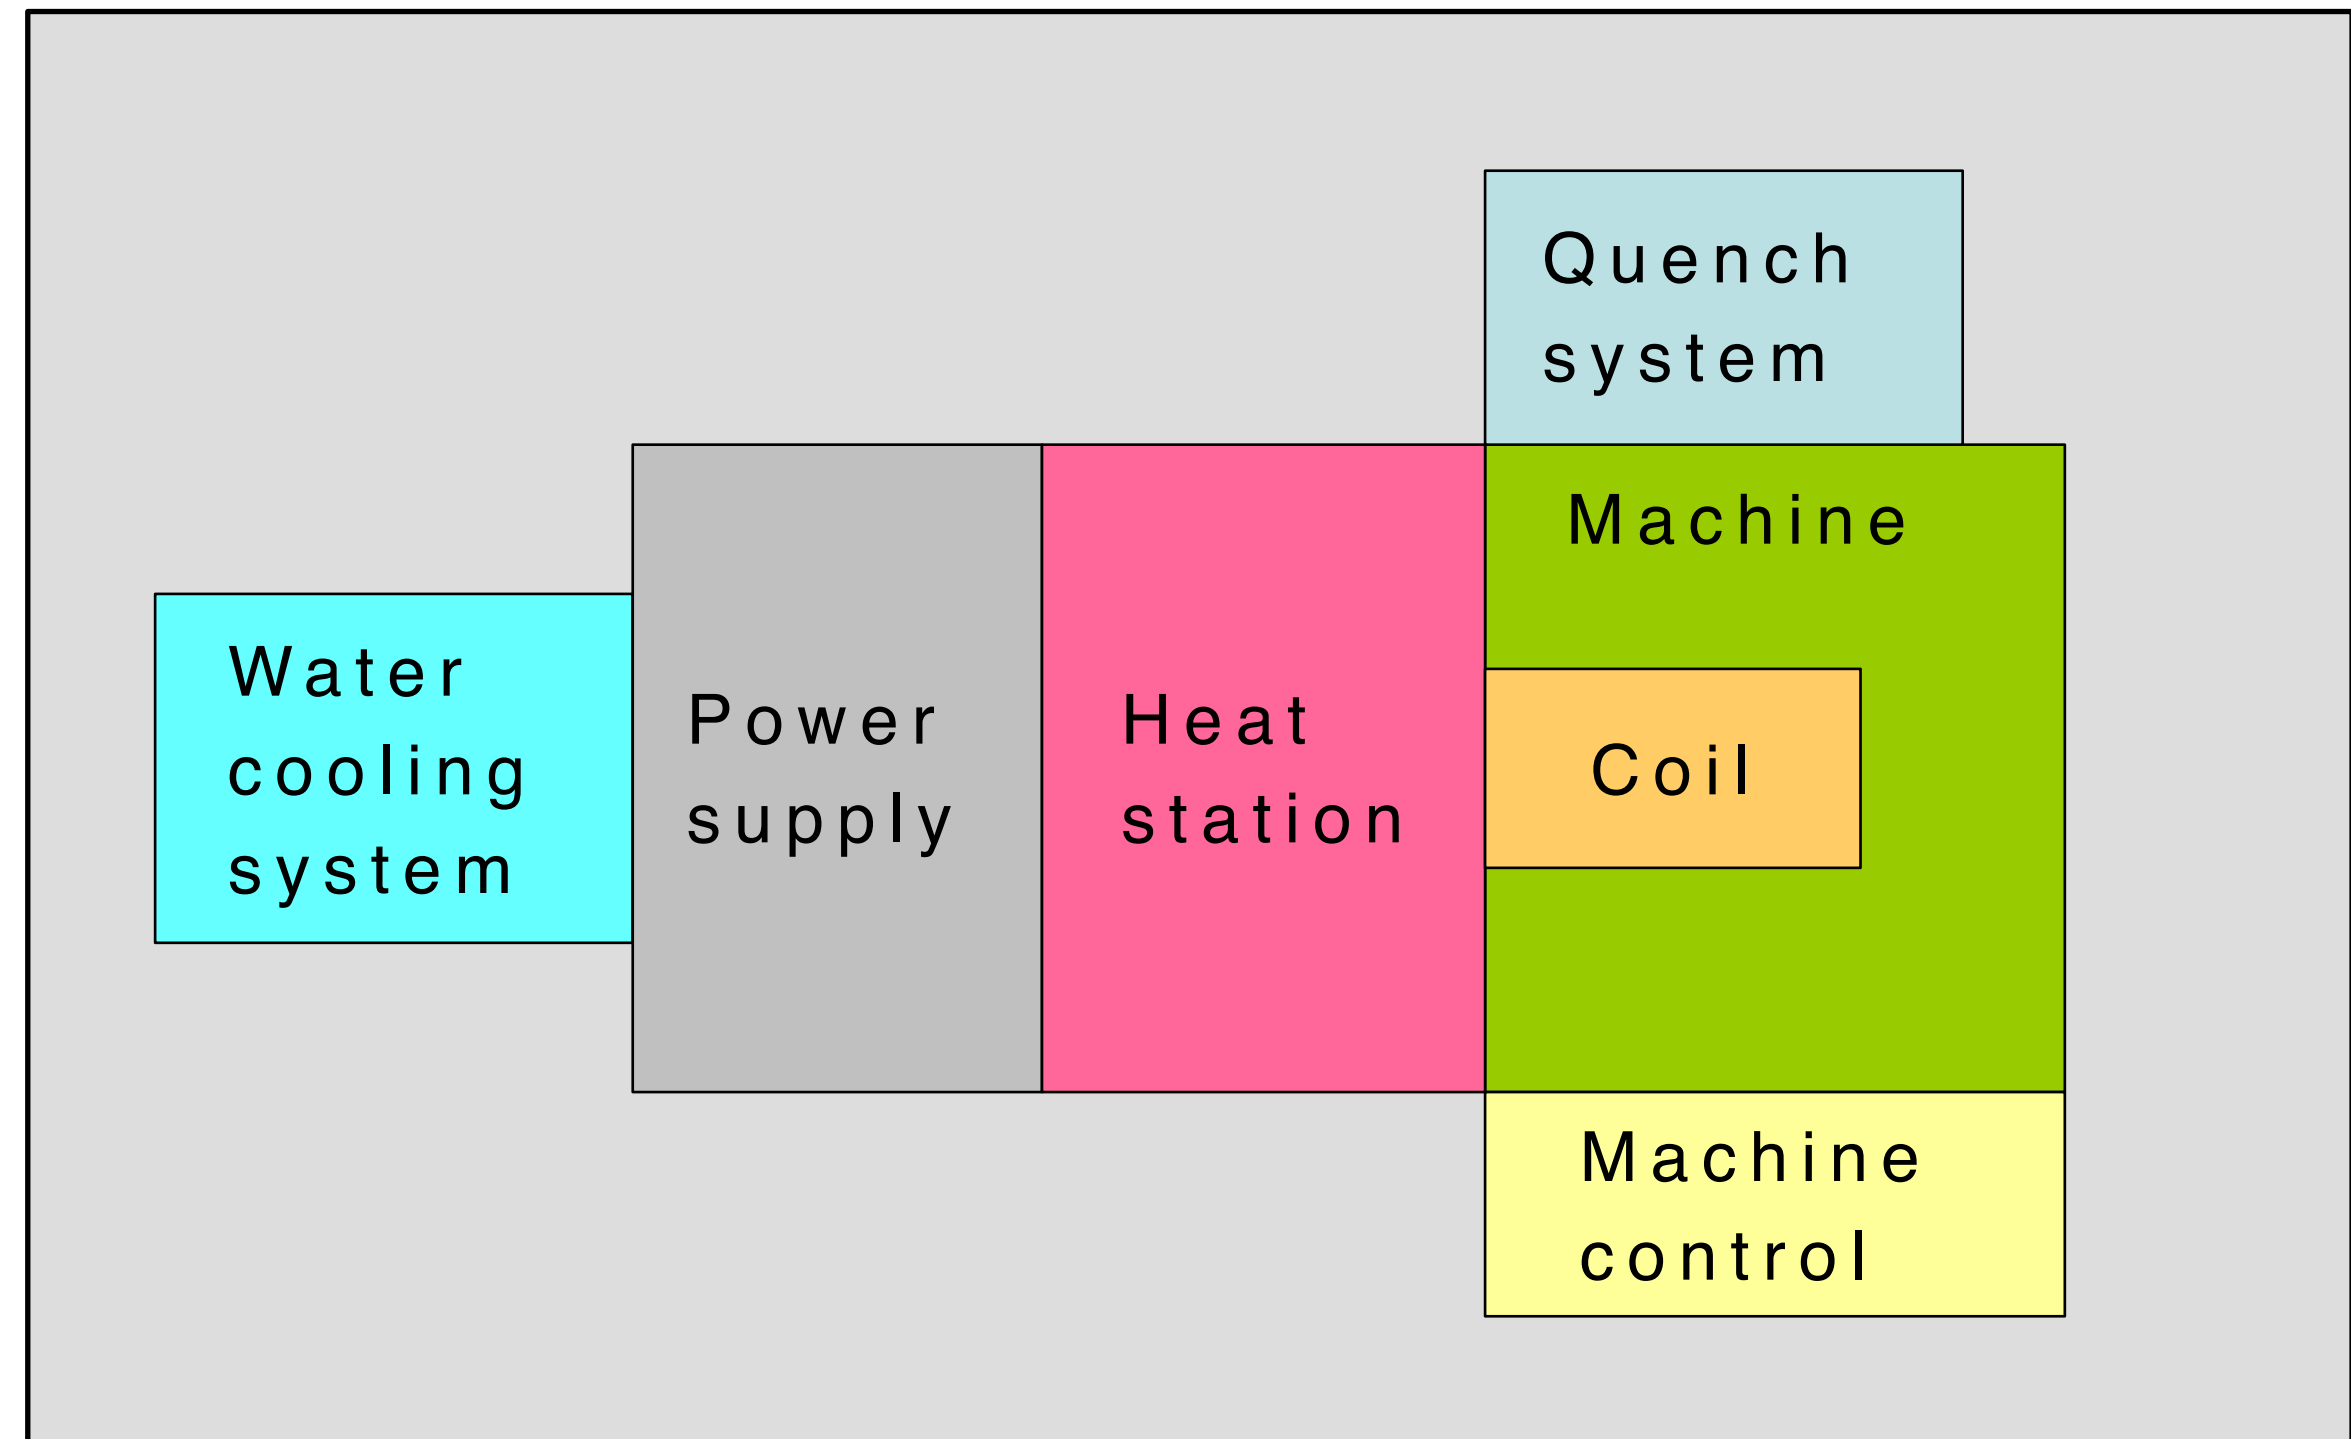 Quench
system
Machine
Water
cooling
system
Power
supply
Heat
station
Coil
Machine
control